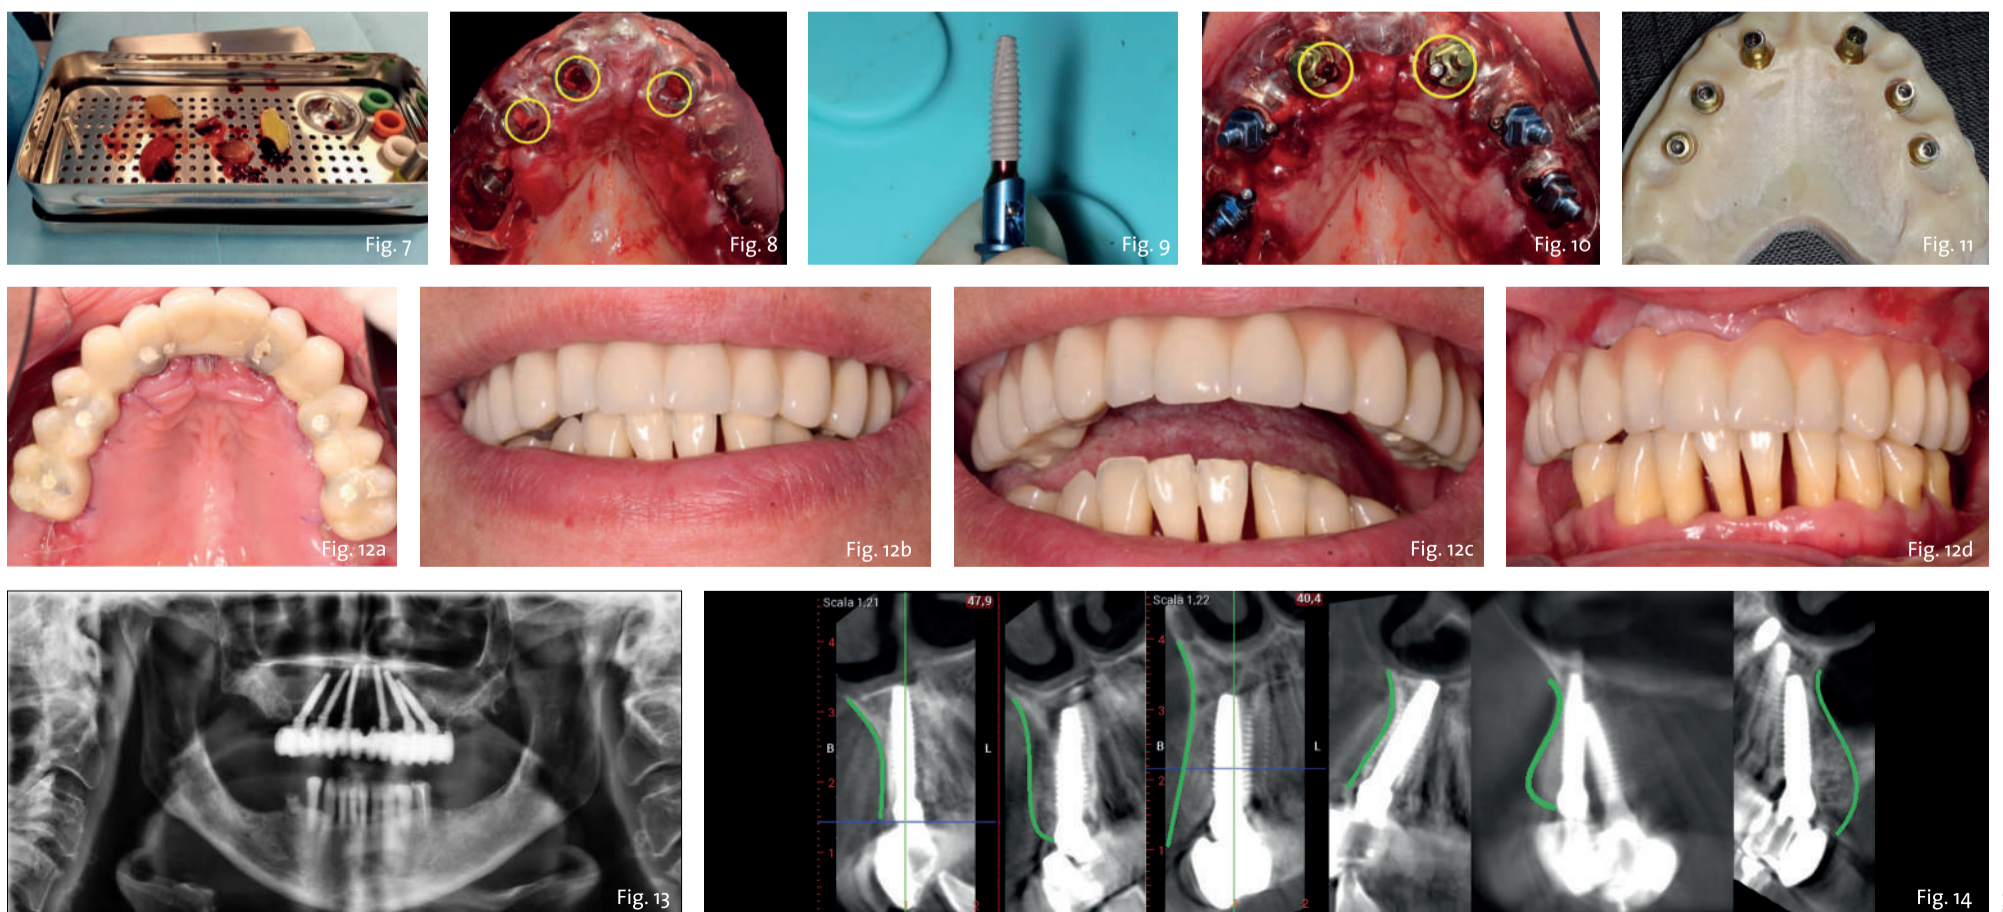 Fig. 7
Fig. 8
Fig. 9
Fig. 10
Fig. 11
Fig. 12a
Fig. 12b
Fig. 12c
Fig. 12d
Fig. 13
Scala 1.21
47,9
4
3
B
L
2
1
Scala 1.22
40,4
4
3
B
L
2
1
2
Fig. 14